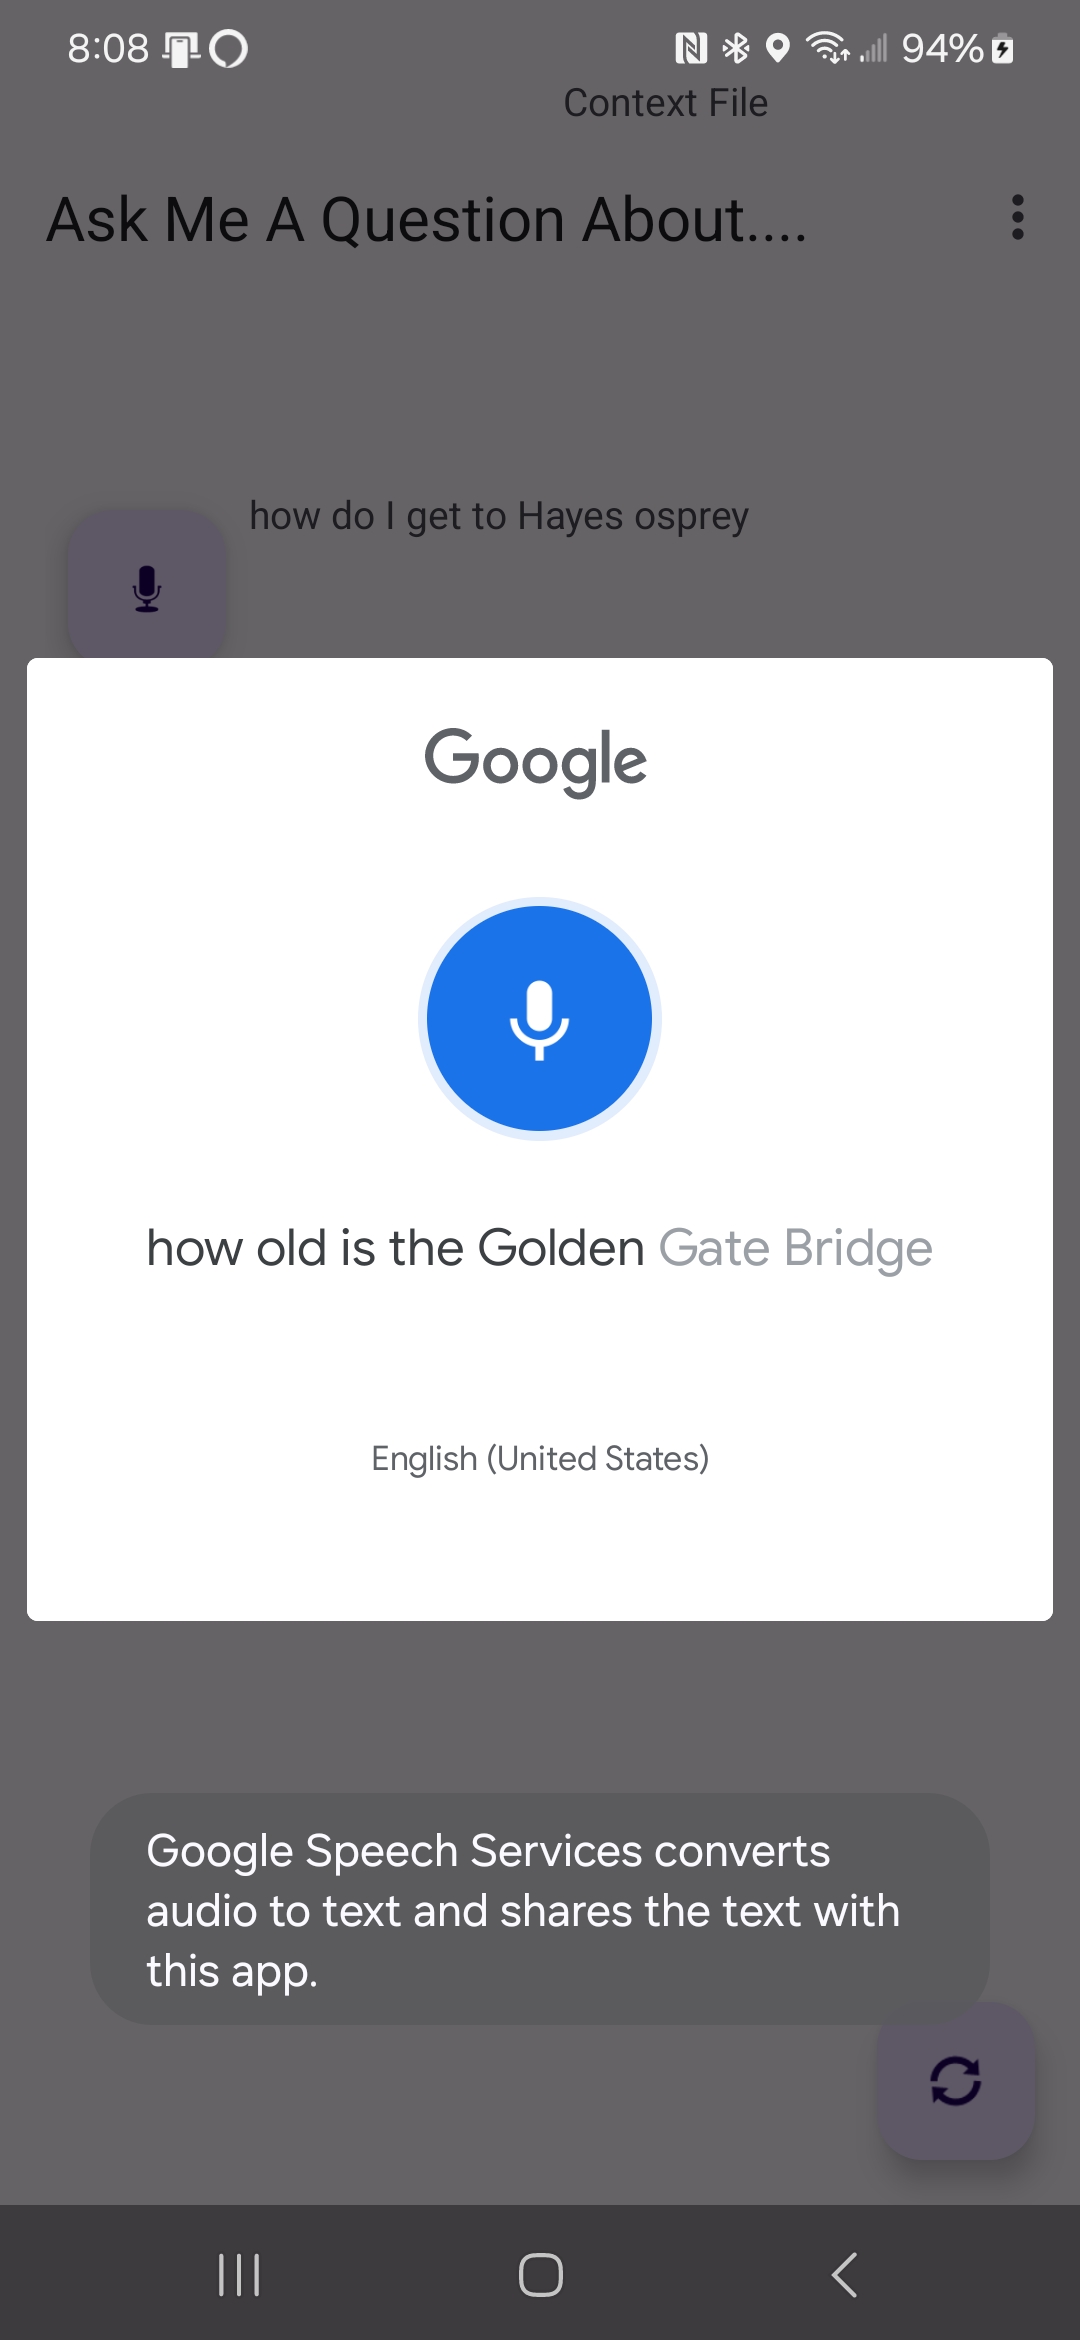 8:08 94%
Context File
Ask Me A Question About....
how do I get to Hayes osprey
Google
how old is the Golden Gate Bridge
English (United States)
Google Speech Services converts
audio to text and shares the text with
this app.